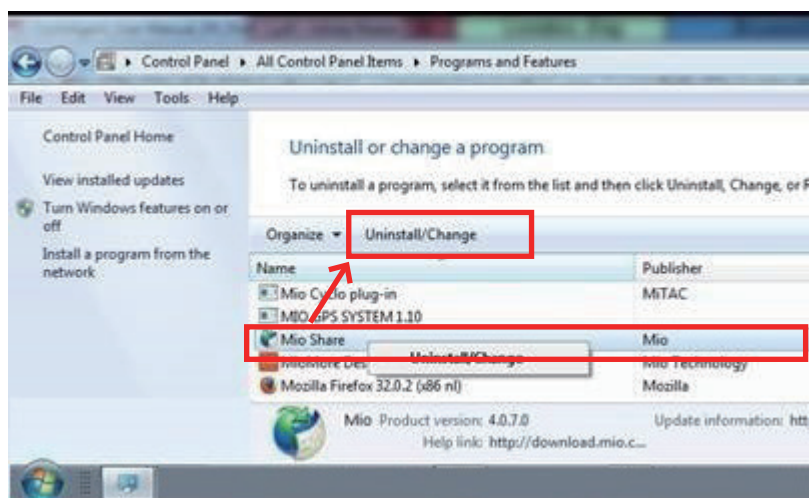 Control Panel ▸ All Control Panel Items ▸ Programs and Features
File Edit View Tools Help
Control Panel Home
View installed updates
Turn Windows features on or off
Install a program from the network
Uninstall or change a program
To uninstall a program, select it from the list and then click Uninstall, Change, or
Organize Uninstall/Change
Name Publisher
Mio Cyclo plug-in MiTAC
MIO GPS SYSTEM 1.10
Mio Share Mio
Uninstall/Change
MioMore Des Mio Technology
Mozilla Firefox 32.0.2 (x86 nl) Mozilla
Mio Product version: 4.0.7.0 Update information: htt
Help link: http://download.mio.c...